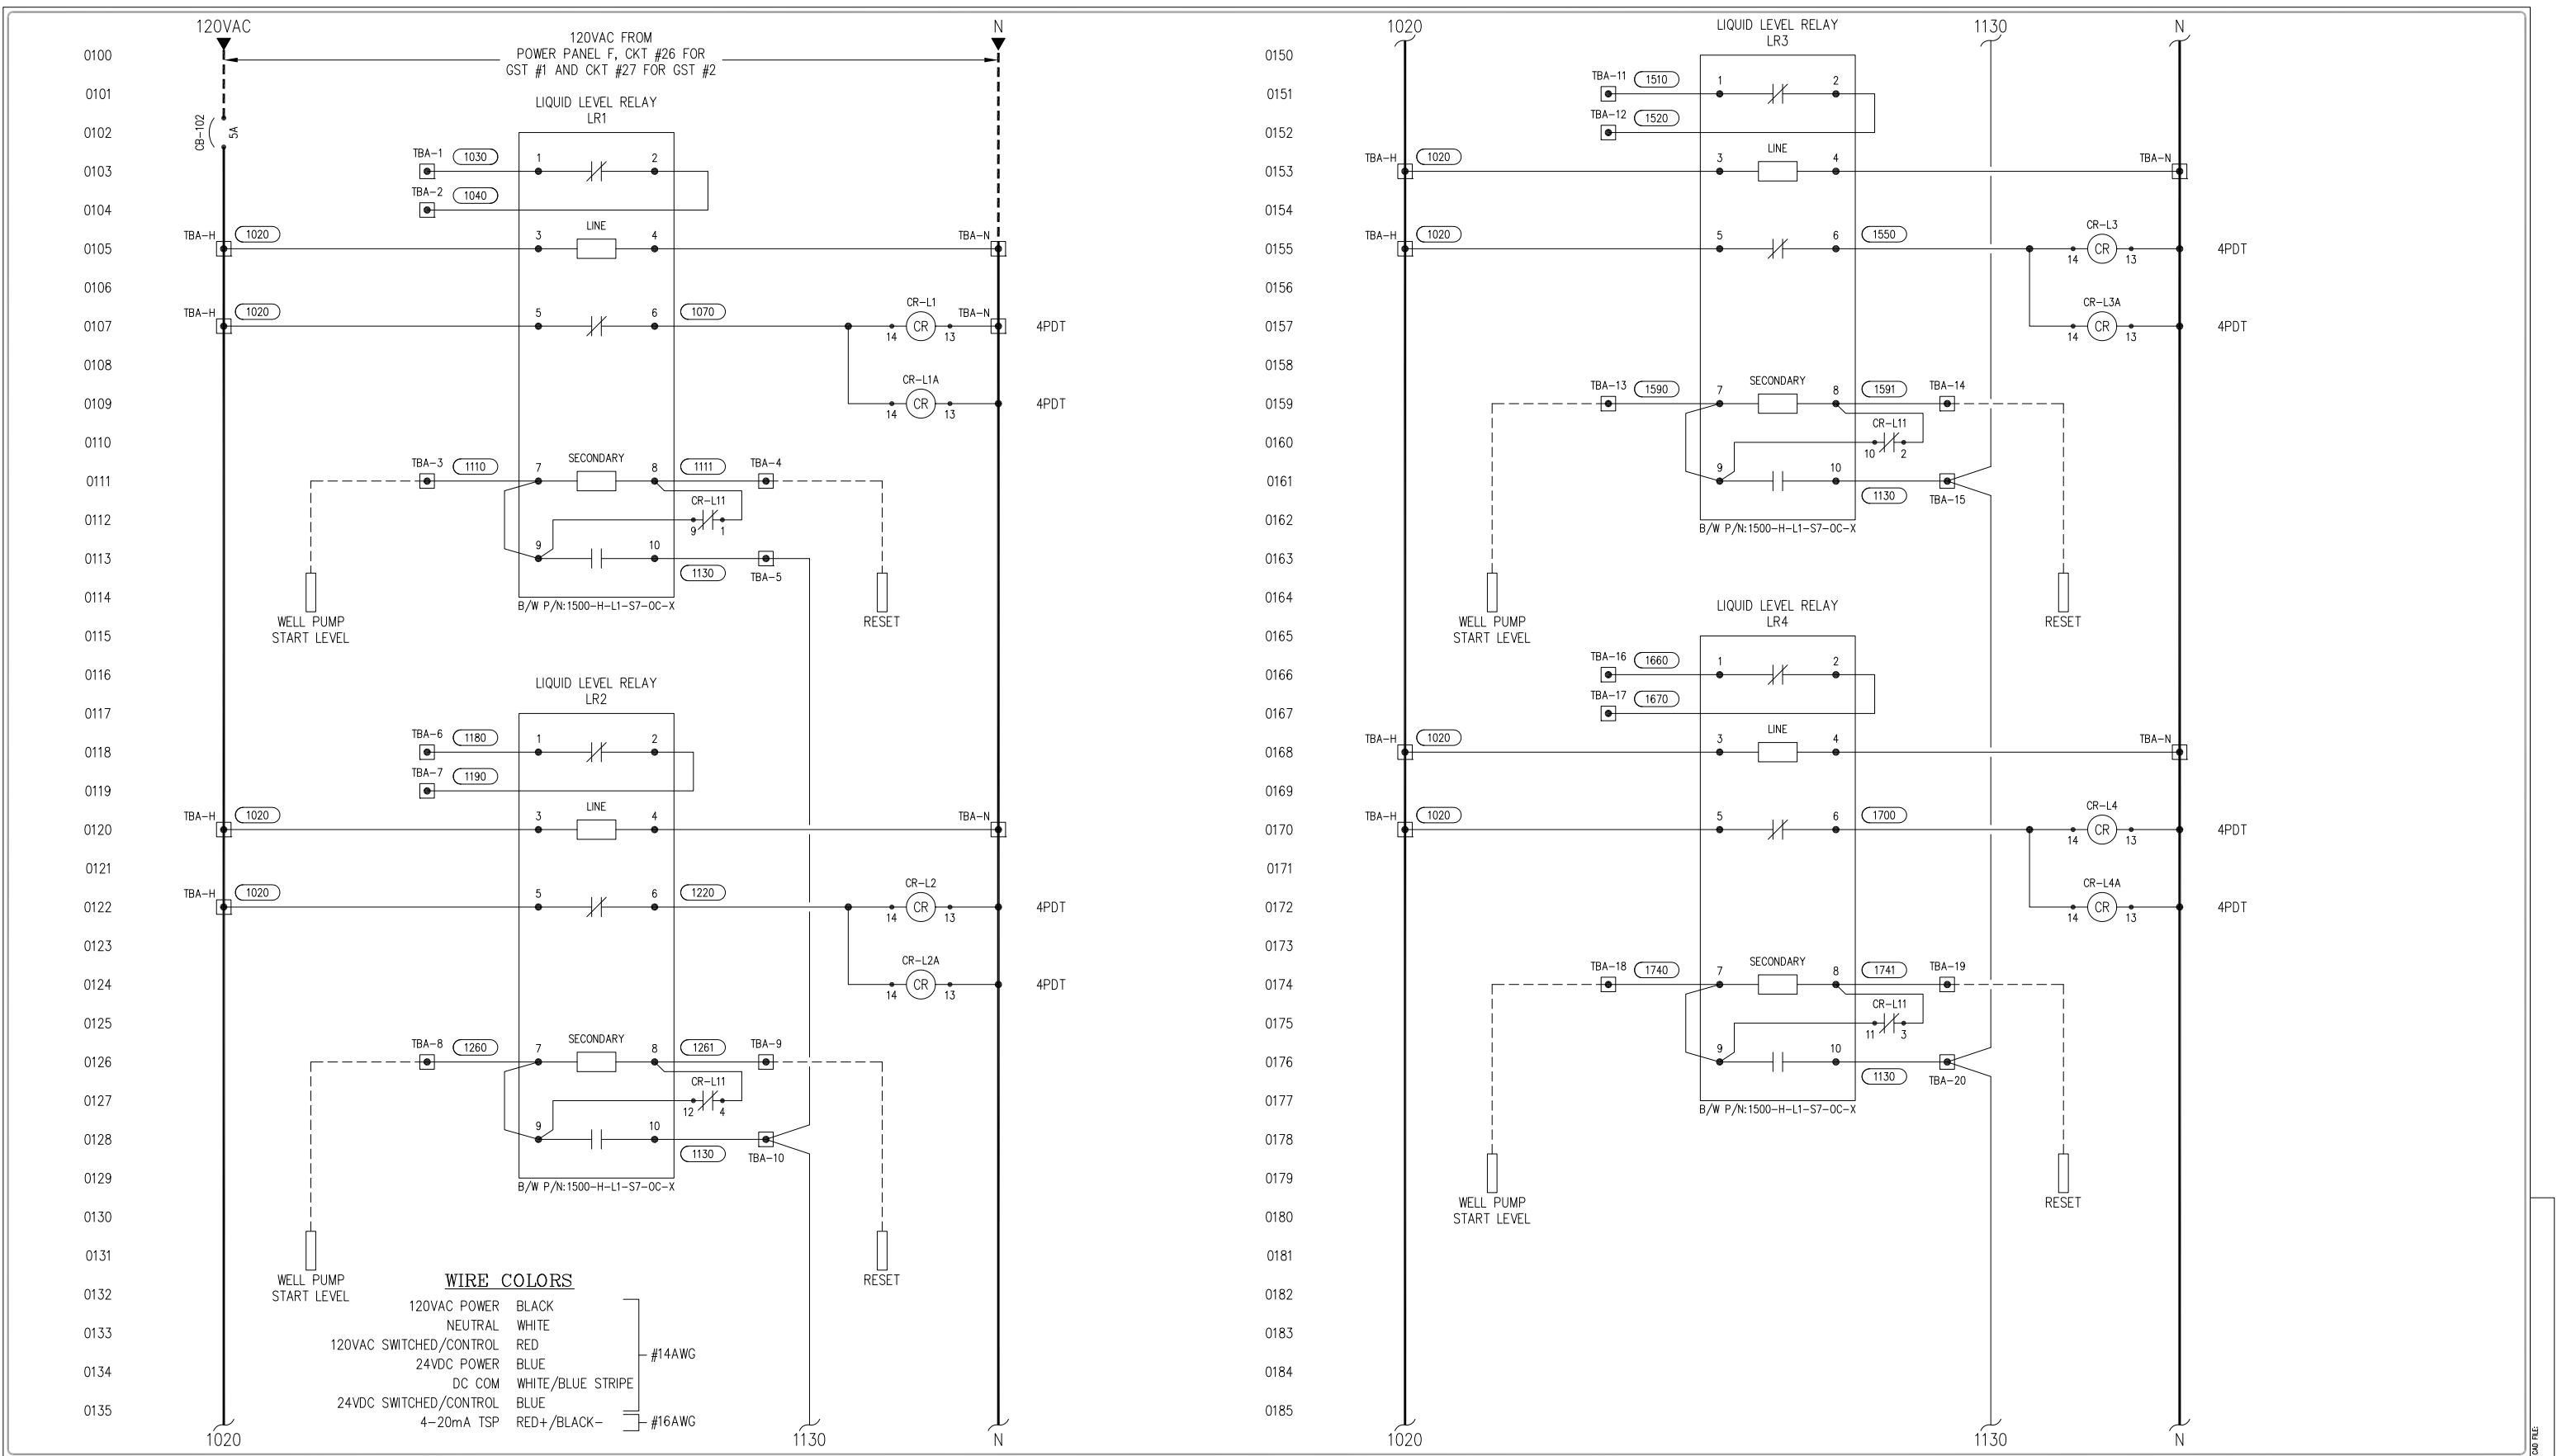 120VAC
N
120VAC FROM
POWER PANEL F, CKT #26 FOR
GST #1 AND CKT #27 FOR GST #2
0100
0101
LIQUID LEVEL RELAY
LR1
0102
CB-102
5A
TBA-1 1030 1 2
0103
TBA-2 1040
0104
LINE
TBA-H 1020 3 4 TBA-N
0105
0106
CR-L1
TBA-H 1020 5 6 1070 TBA-N
0107 CR 4PDT
14 13
0108
CR-L1A
0109 CR 4PDT
14 13
0110
SECONDARY
TBA-3 1110 7 8 1111 TBA-4
0111
CR-L11
0112
9 1
9 10
0113
1130 TBA-5
0114
B/W P/N:1500-H-L1-S7-OC-X
WELL PUMP
START LEVEL
RESET
0115
0116
LIQUID LEVEL RELAY
LR2
0117
TBA-6 1180 1 2
0118
TBA-7 1190
0119
LINE
TBA-H 1020 3 4 TBA-N
0120
0121
CR-L2
TBA-H 1020 5 6 1220
0122 CR 4PDT
14 13
0123
CR-L2A
0124 CR 4PDT
14 13
0125
SECONDARY
TBA-8 1260 7 8 1261 TBA-9
0126
CR-L11
0127
12 4
9 10
0128
1130 TBA-10
0129
B/W P/N:1500-H-L1-S7-OC-X
0130
0131
WELL PUMP
START LEVEL
RESET
0132
0133
0134
0135
WIRE COLORS
120VAC POWER BLACK
NEUTRAL WHITE
120VAC SWITCHED/CONTROL RED
24VDC POWER BLUE
DC COM WHITE/BLUE STRIPE
24VDC SWITCHED/CONTROL BLUE
#14AWG
4-20mA TSP RED+/BLACK- #16AWG
1020
1130
N
1020
LIQUID LEVEL RELAY
LR3
1130
N
0150
TBA-11 1510 1 2
0151
TBA-12 1520
0152
LINE
TBA-H 1020 3 4 TBA-N
0153
0154
CR-L3
TBA-H 1020 5 6 1550
0155 CR 4PDT
14 13
0156
CR-L3A
0157 CR 4PDT
14 13
0158
SECONDARY
TBA-13 1590 7 8 1591 TBA-14
0159
CR-L11
0160
10 2
9 10
0161
1130 TBA-15
0162
B/W P/N:1500-H-L1-S7-OC-X
0163
0164
WELL PUMP
START LEVEL
RESET
LIQUID LEVEL RELAY
LR4
0165
TBA-16 1660 1 2
0166
TBA-17 1670
0167
LINE
TBA-H 1020 3 4 TBA-N
0168
0169
CR-L4
TBA-H 1020 5 6 1700
0170 CR 4PDT
14 13
0171
CR-L4A
0172 CR 4PDT
14 13
0173
SECONDARY
TBA-18 1740 7 8 1741 TBA-19
0174
CR-L11
0175
11 3
9 10
0176
1130 TBA-20
0177
B/W P/N:1500-H-L1-S7-OC-X
0178
0179
WELL PUMP
START LEVEL
RESET
0180
0181
0182
0183
0184
0185
1020
1130
N
CAD FILE: